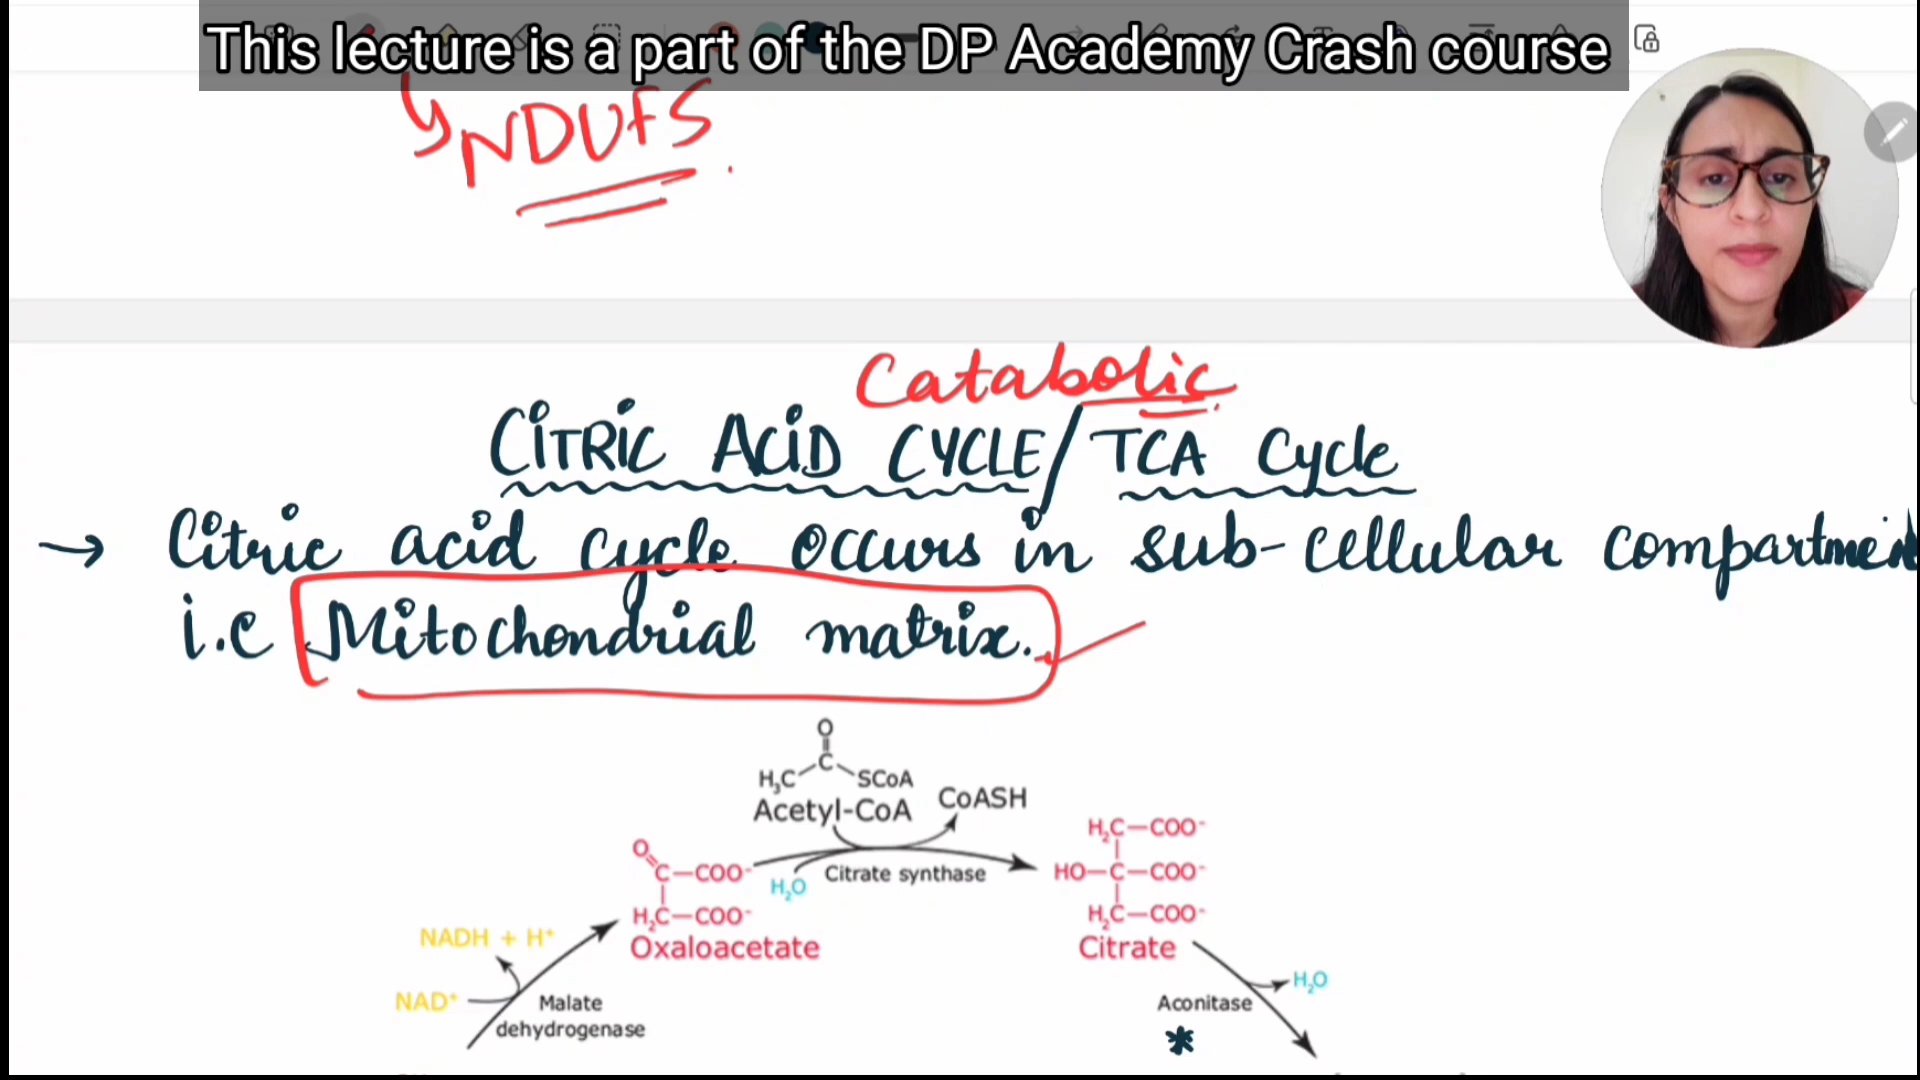 This lecture is a part of the DP Academy Crash course
NDUFS
Catabolic
CITRIC ACID CYCLE/TCA Cycle
→ Citric acid cycle occurs in sub-cellular compartment
i.e Mitochondrial matrix.
O
H₃C C SCoA
Acetyl-CoA CoASH
O
C—COO⁻
H₂C—COO⁻
Oxaloacetate
H₂O
Citrate synthase
H₂C—COO⁻
HO—C—COO⁻
H₂C—COO⁻
Citrate
NADH + H⁺
NAD⁺
Malate
dehydrogenase
H₂O
Aconitase
*